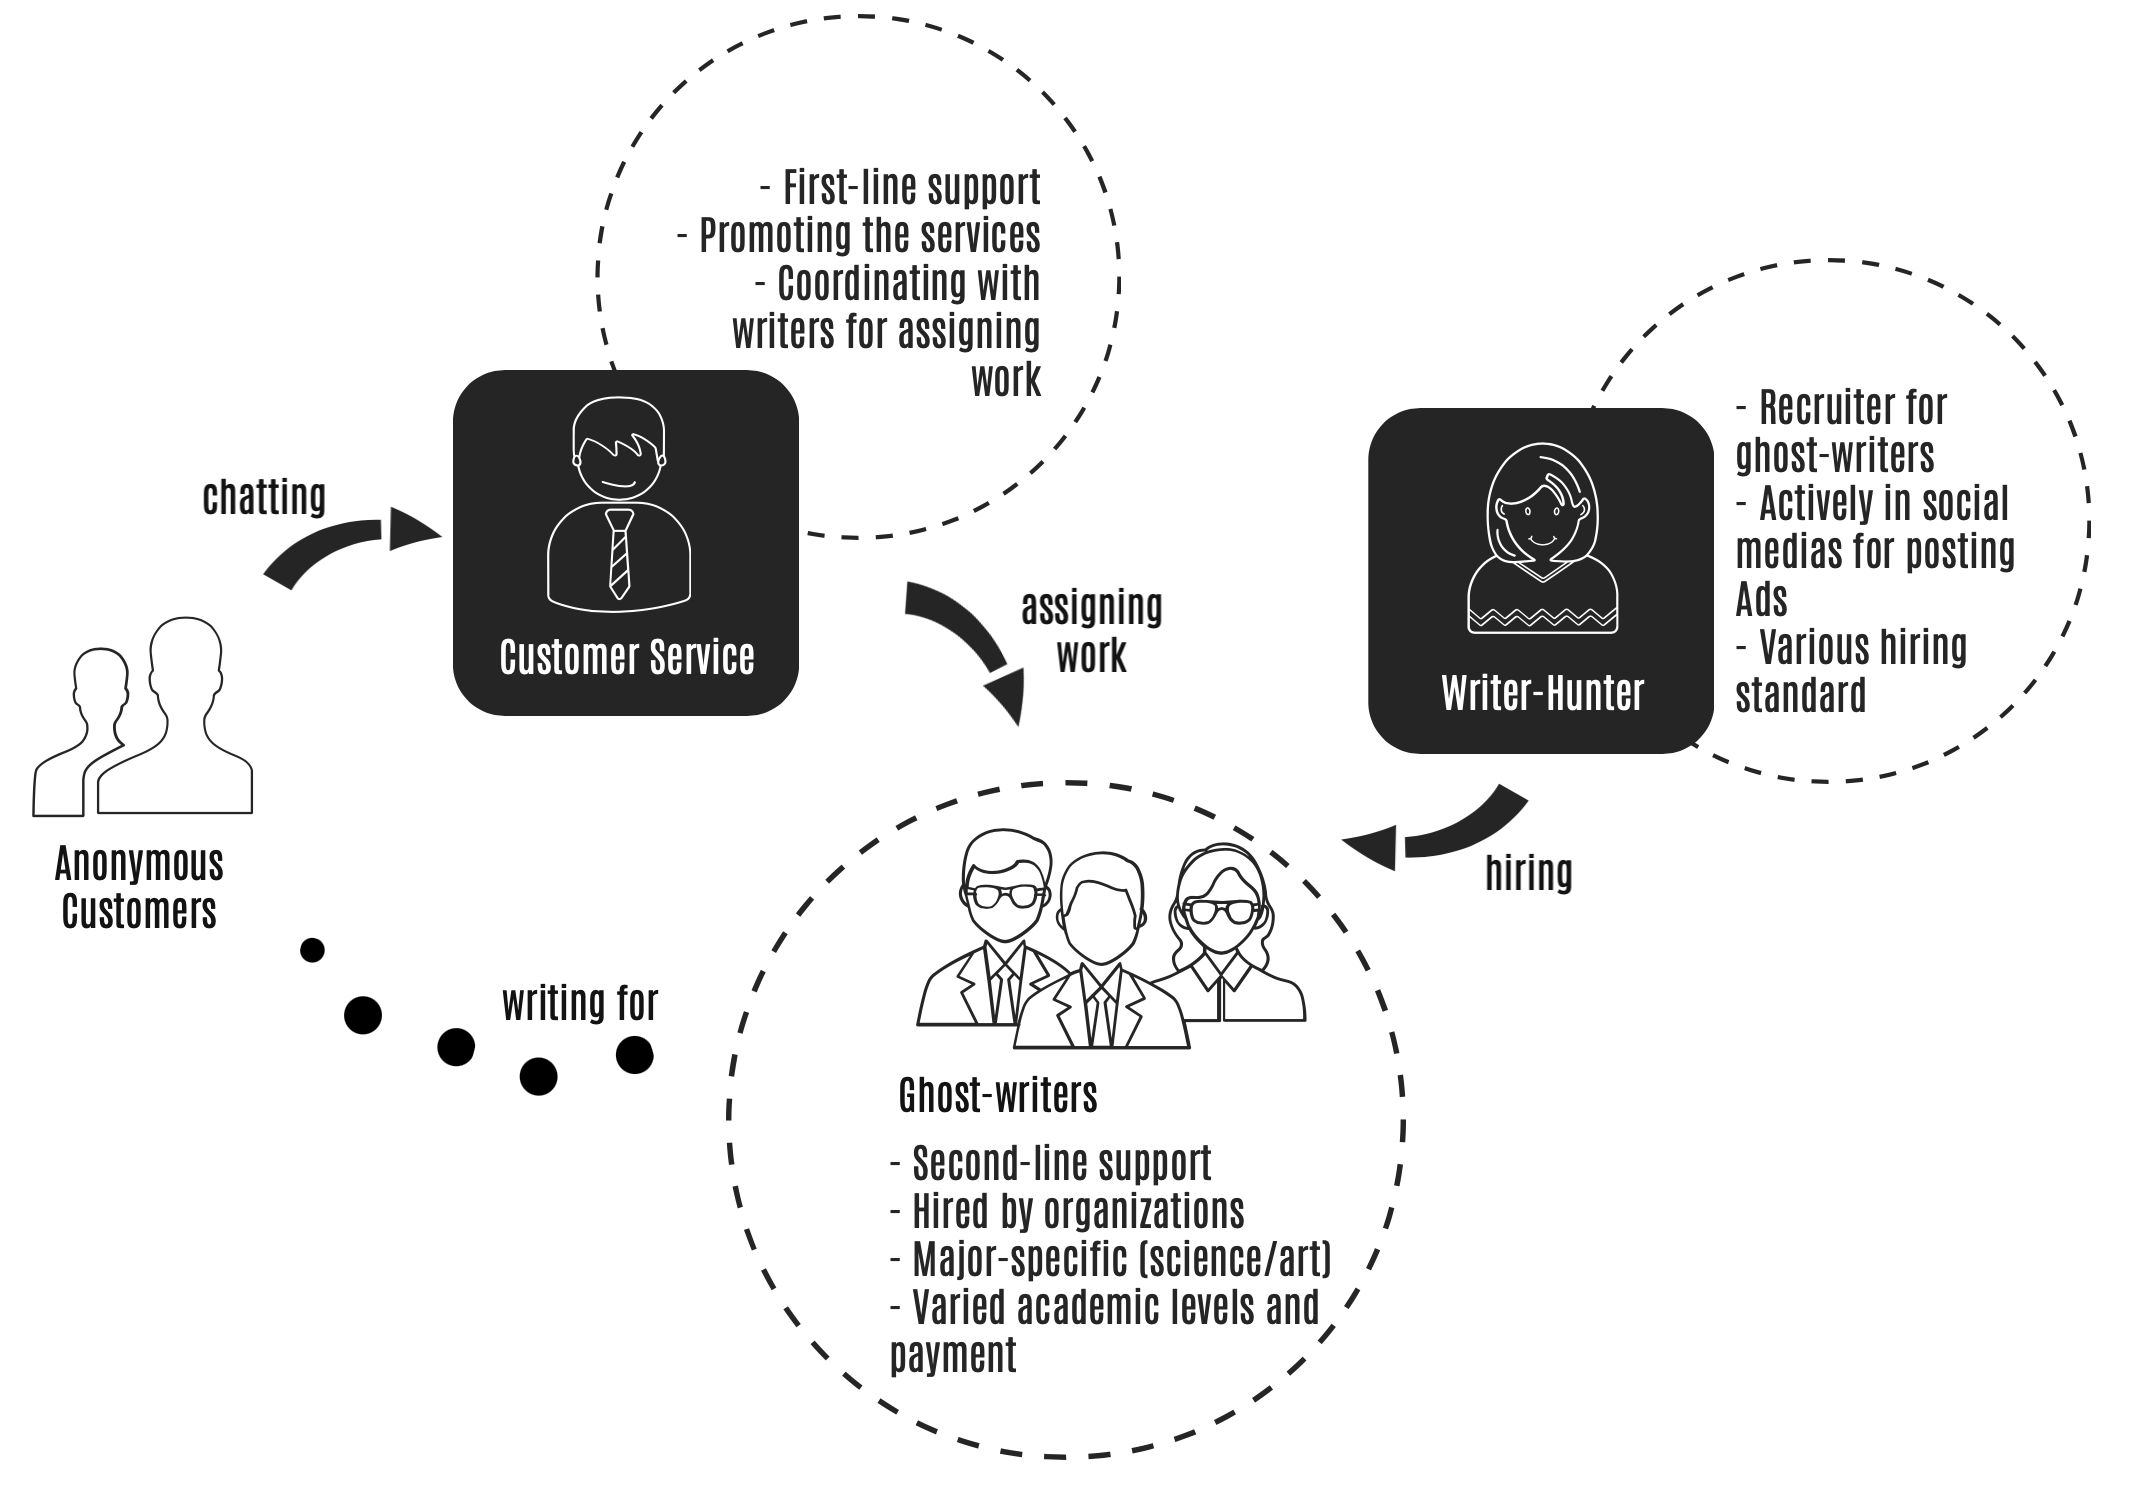 - First-line support
- Promoting the services
- Coordinating with
writers for assigning
work
chatting
Customer Service
assigning
work
- Recruiter for
ghost-writers
- Actively in social
medias for posting
Ads
- Various hiring
standard
Writer-Hunter
hiring
Anonymous
Customers
writing for
Ghost-writers
- Second-line support
- Hired by organizations
- Major-specific (science/art)
- Varied academic levels and
payment